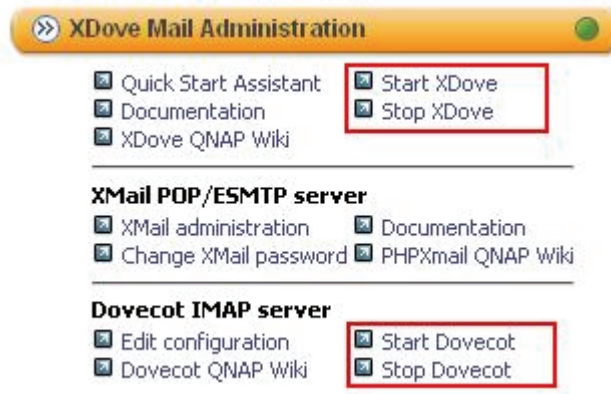 XDove Mail Administration
Quick Start Assistant Start XDove
Documentation Stop XDove
XDove QNAP Wiki
XMail POP/ESMTP server
XMail administration Documentation
Change XMail password PHPXmail QNAP Wiki
Dovecot IMAP server
Edit configuration Start Dovecot
Dovecot QNAP Wiki Stop Dovecot